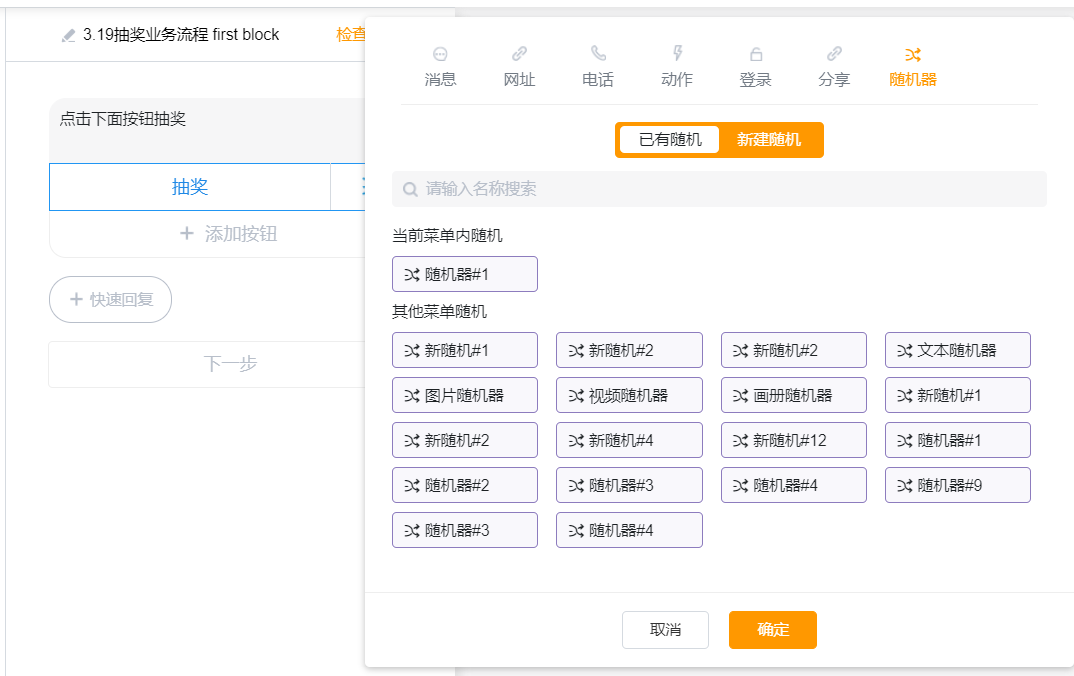 3.19抽奖业务流程 first block
检查
点击下面按钮抽奖
抽奖
添加按钮
快速回复
下一步
消息 网址 电话 动作 登录 分享 随机器
已有随机 新建随机
请输入名称搜索
当前菜单内随机
随机器#1
其他菜单随机
新随机#1 新随机#2 新随机#2 文本随机器
图片随机器 视频随机器 画册随机器 新随机#1
新随机#2 新随机#4 新随机#12 随机器#1
随机器#2 随机器#3 随机器#4 随机器#9
随机器#3 随机器#4
取消 确定